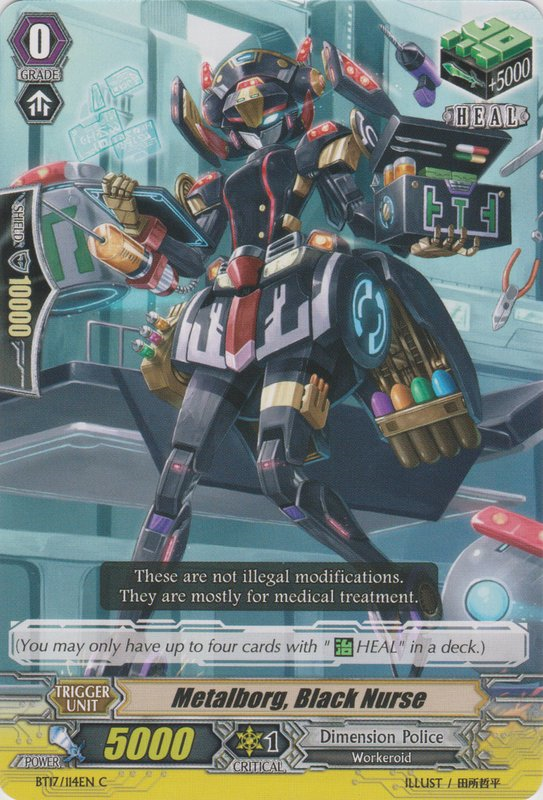 0
GRADE
治
+5000
HEAL
SHIELD
10000
These are not illegal modifications.
They are mostly for medical treatment.
(You may only have up to four cards with "治HEAL" in a deck.)
TRIGGER
UNIT
Metalborg, Black Nurse
POWER
5000
1
CRITICAL
Dimension Police
Workeroid
BT17/114EN C
ILLUST / 田所哲平